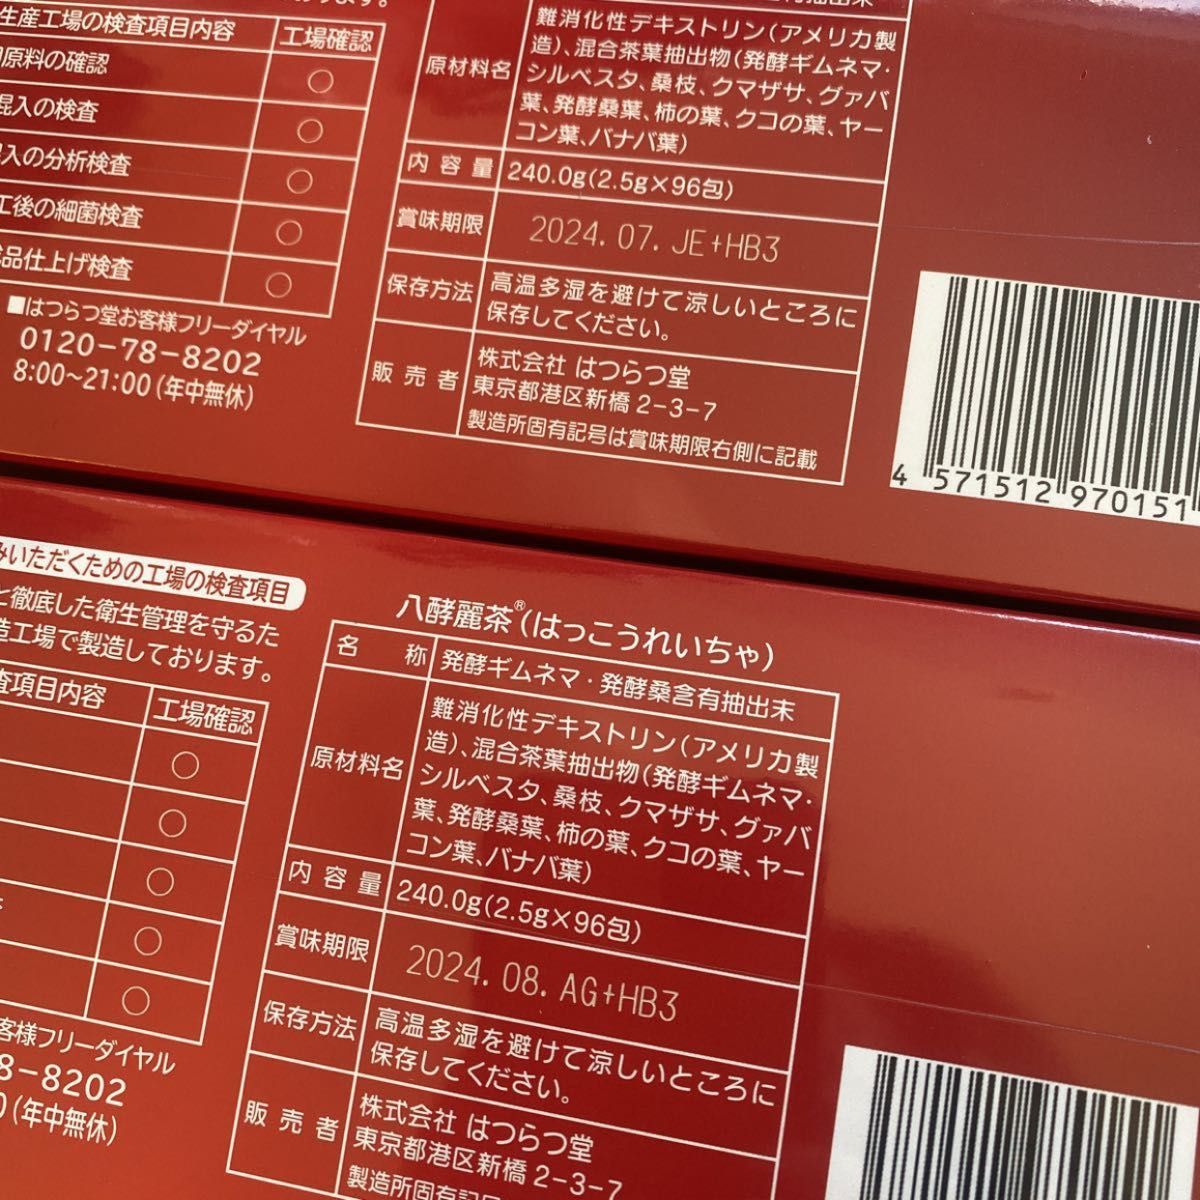 生産工場の検査項目内容
工場確認
原料の確認
混入の検査
入の分析検査
工後の細菌検査
品仕上げ検査
■はつらつ堂お客様フリーダイヤル
0120-78-8202
8:00~21:00(年中無休)
原材料名
難消化性デキストリン(アメリカ製
造)、混合茶葉抽出物(発酵ギムネマ・
シルベスタ、桑枝、クマザサ、グァバ
葉、発酵桑葉、柿の葉、クコの葉、ヤー
コン葉、バナバ葉)
内容量
240.0g(2.5g×96包)
賞味期限
2024.07.JE+HB3
保存方法
高温多湿を避けて涼しいところに
保存してください。
販売者
株式会社 はつらつ堂
東京都港区新橋2-3-7
製造所固有記号は賞味期限右側に記載
4 571512 970151
みいただくための工場の検査項目
と徹底した衛生管理を守るた
造工場で製造しております。
査項目内容
工場確認
客様フリーダイヤル
8-8202
0(年中無休)
八酵麗茶®(はっこうれいちゃ)
名称
発酵ギムネマ・発酵桑含有抽出末
原材料名
難消化性デキストリン(アメリカ製
造)、混合茶葉抽出物(発酵ギムネマ・
シルベスタ、桑枝、クマザサ、グァバ
葉、発酵桑葉、柿の葉、クコの葉、ヤー
コン葉、バナバ葉)
内容量
240.0g(2.5g×96包)
賞味期限
2024.08.AG+HB3
保存方法
高温多湿を避けて涼しいところに
保存してください。
販売者
株式会社 はつらつ堂
東京都港区新橋2-3-7
製造所固有記号